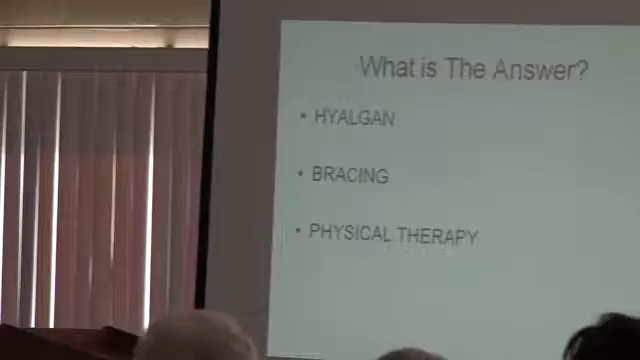 What is The Answer?
• HYALGAN
• BRACING
• PHYSICAL THERAPY